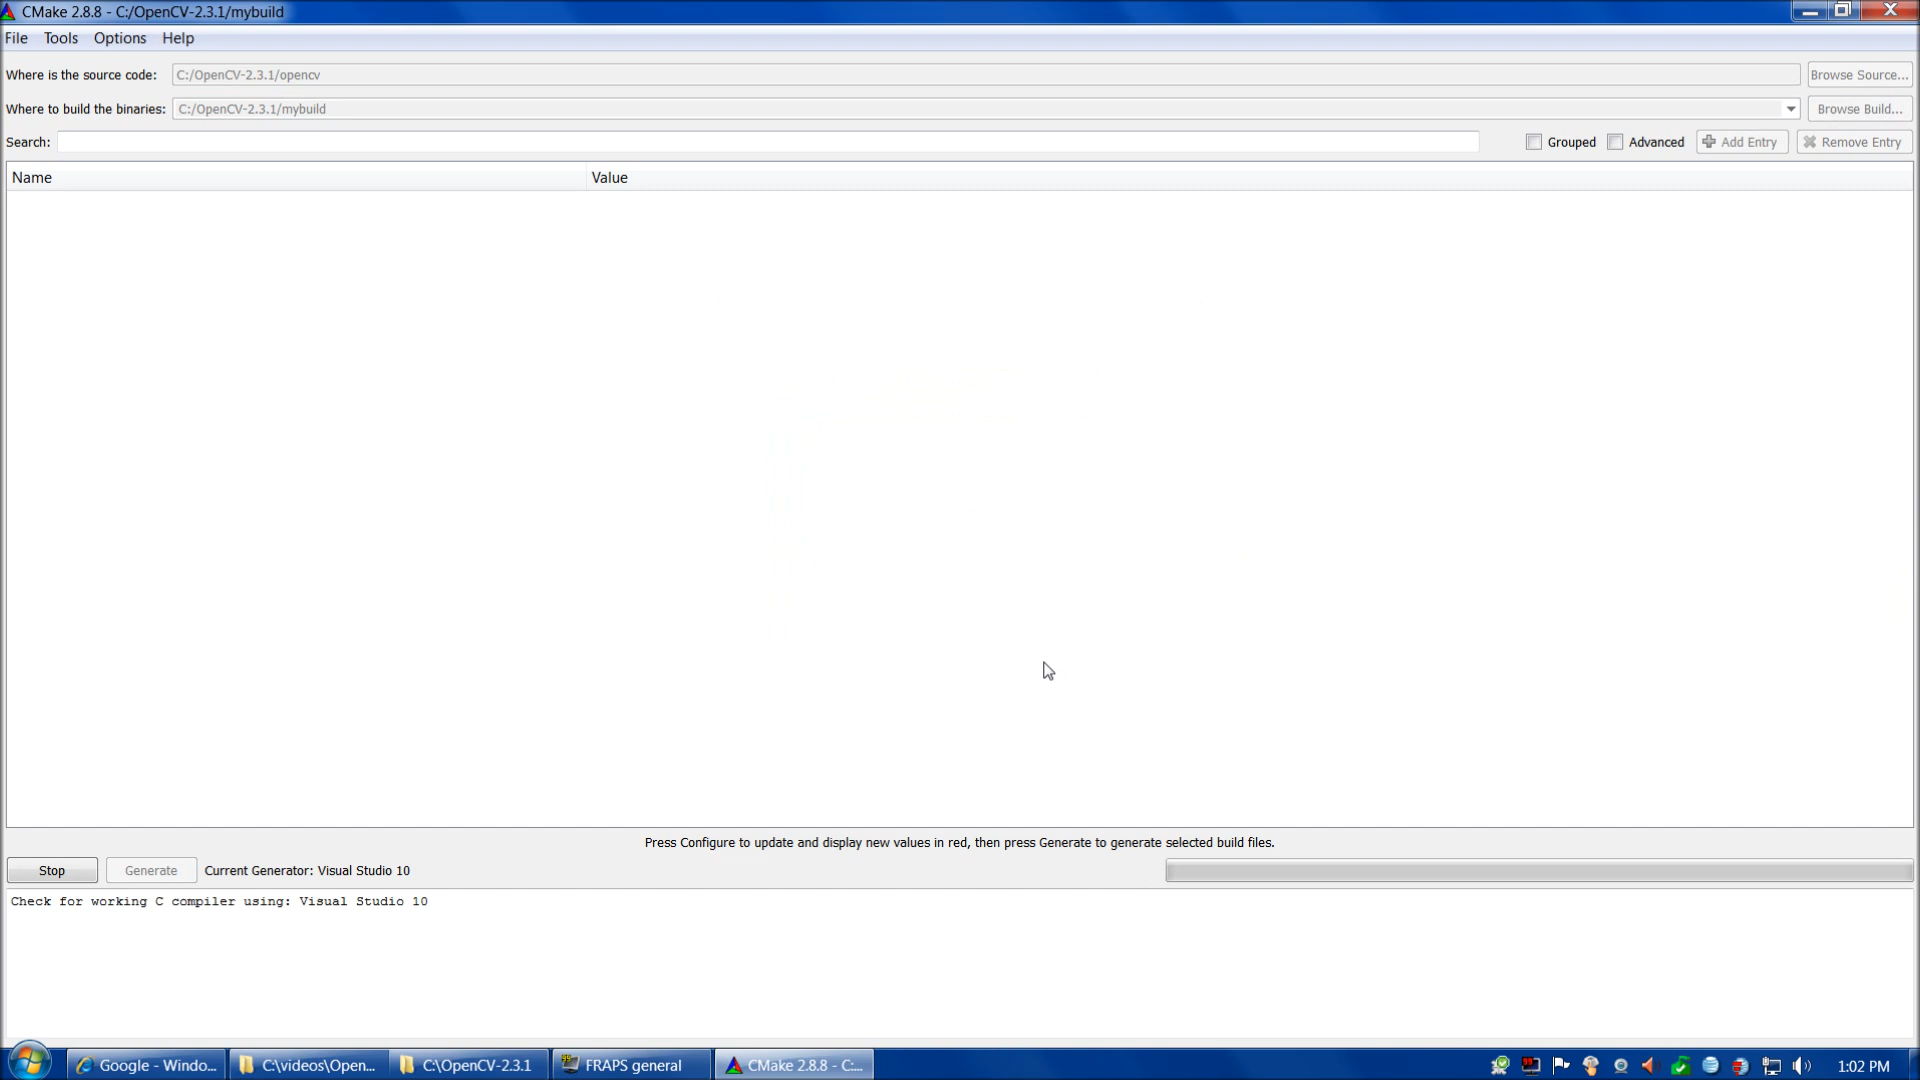 CMake 2.8.8 - C:/OpenCV-2.3.1/mybuild
File Tools Options Help
Where is the source code: C:/OpenCV-2.3.1/opencv Browse Source...
Where to build the binaries: C:/OpenCV-2.3.1/mybuild Browse Build...
Search: Grouped Advanced Add Entry Remove Entry
Name Value
Press Configure to update and display new values in red, then press Generate to generate selected build files.
Stop Generate Current Generator: Visual Studio 10
Check for working C compiler using: Visual Studio 10
Google - Windo... C:\videos\Open... C:\OpenCV-2.3.1 FRAPS general CMake 2.8.8 - C:... 1:02 PM